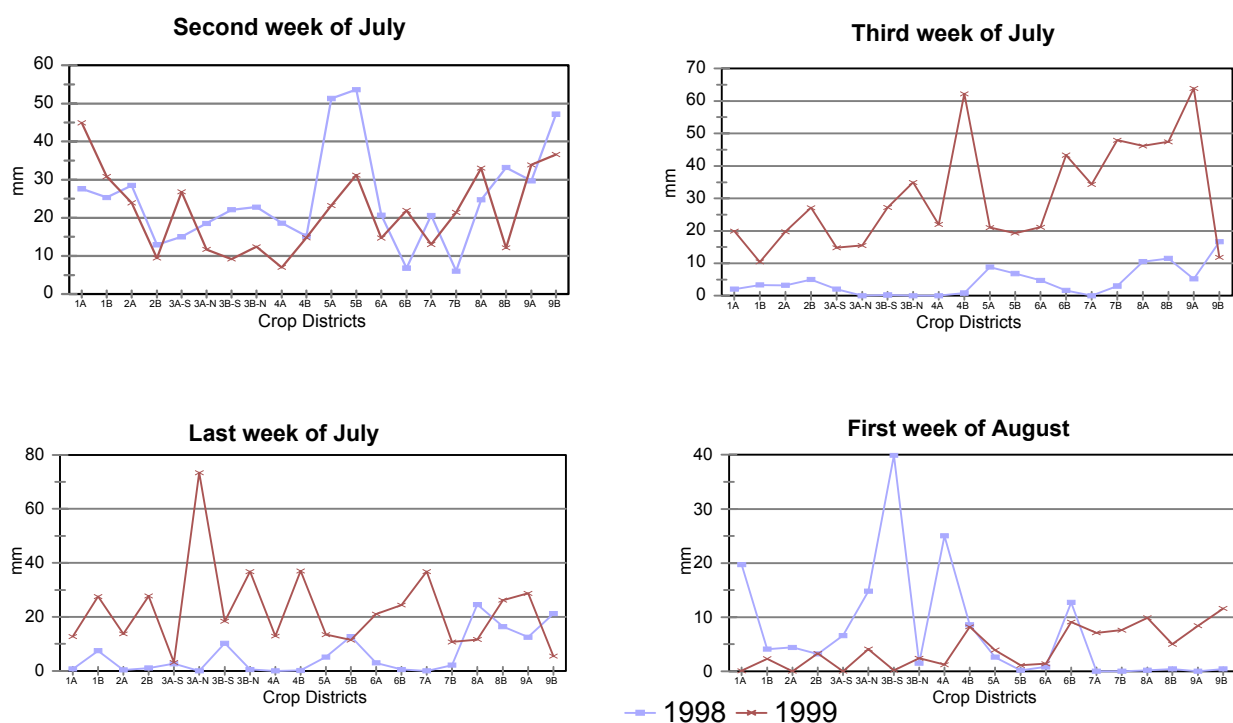 Second week of July
60
50
40
30
20
10
0
mm
1A 1B 2A 2B 3A-S 3A-N 3B-S 3B-N 4A 4B 5A 5B 6A 6B 7A 7B 8A 8B 9A 9B
Crop Districts
Third week of July
70
60
50
40
30
20
10
0
mm
1A 1B 2A 2B 3A-S 3A-N 3B-S 3B-N 4A 4B 5A 5B 6A 6B 7A 7B 8A 8B 9A 9B
Crop Districts
Last week of July
80
60
40
20
0
mm
1A 1B 2A 2B 3A-S 3A-N 3B-S 3B-N 4A 4B 5A 5B 6A 6B 7A 7B 8A 8B 9A 9B
Crop Districts
First week of August
40
30
20
10
0
mm
1A 1B 2A 2B 3A-S 3A-N 3B-S 3B-N 4A 4B 5A 5B 6A 6B 7A 7B 8A 8B 9A 9B
Crop Districts
1998 1999